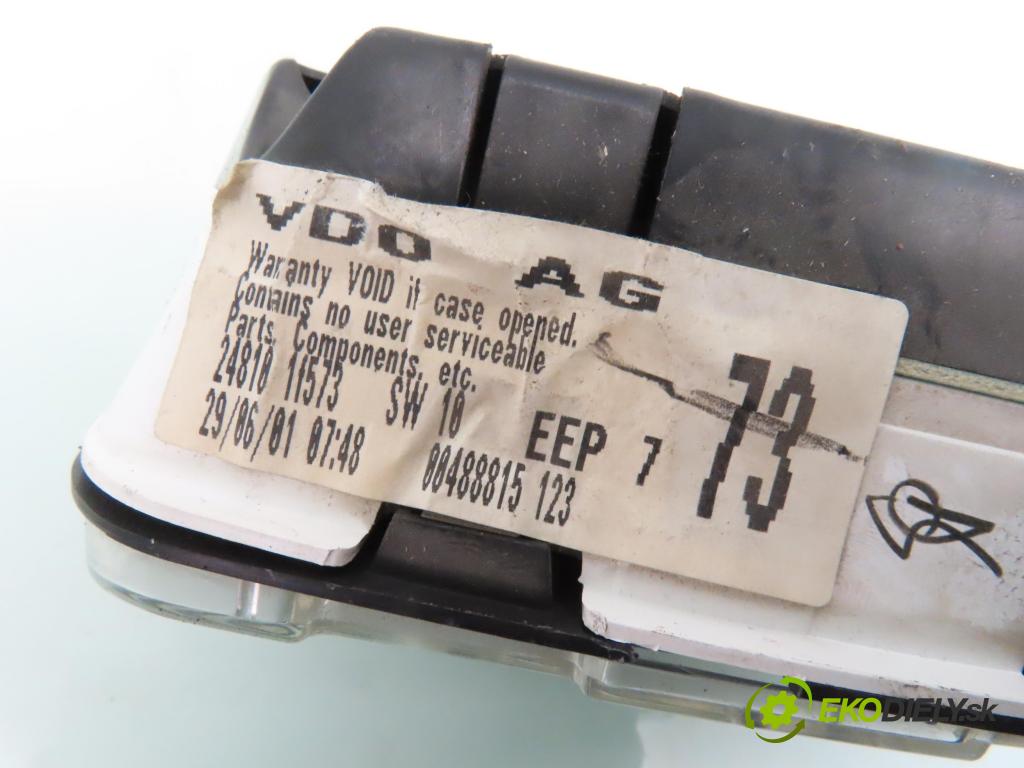 VDO AG
Warranty VOID if case opened.
Contains no user serviceable
Parts, Components, etc.
24810 1f573 SW 10
29/06/01 07:48
EEP 7 73
00488815 123
EKODIELY.sk